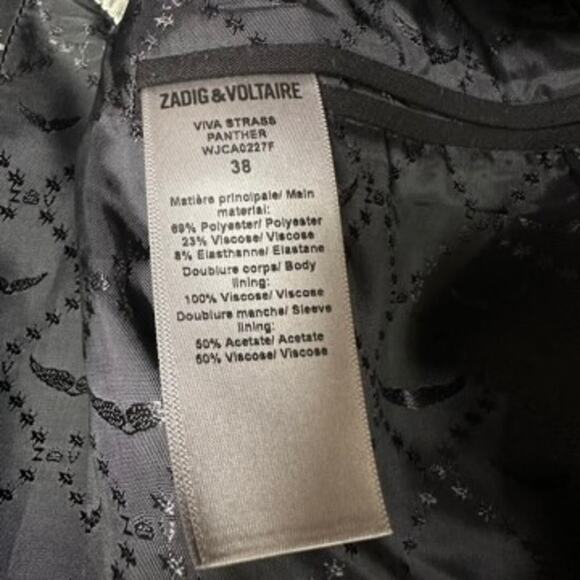 ZADIG & VOLTAIRE
VIVA STRASS
PANTHER
WJCA0227F
38
Matière principale/ Main
material:
69% Polyester/ Polyester
23% Viscose/ Viscose
8% Elasthanne/ Elastane
Doublure corps/ Body
lining:
100% Viscose/ Viscose
Doublure manche/ Sleeve
lining:
50% Acetate/ Acetate
50% Viscose/ Viscose